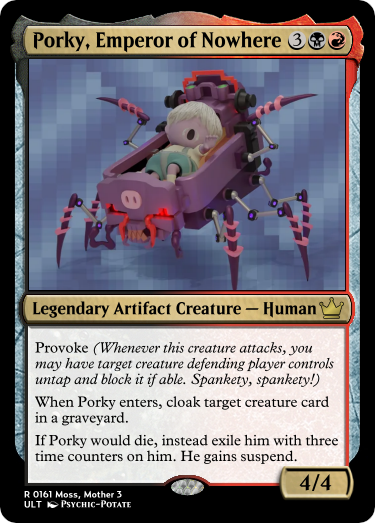 Porky, Emperor of Nowhere 3
Legendary Artifact Creature — Human
Provoke (Whenever this creature attacks, you
may have target creature defending player controls
untap and block it if able. Spankety, spankety!)
When Porky enters, cloak target creature card
in a graveyard.
If Porky would die, instead exile him with three
time counters on him. He gains suspend.
4/4
R 0161 Moss, Mother 3
ULT Psychic-Potate